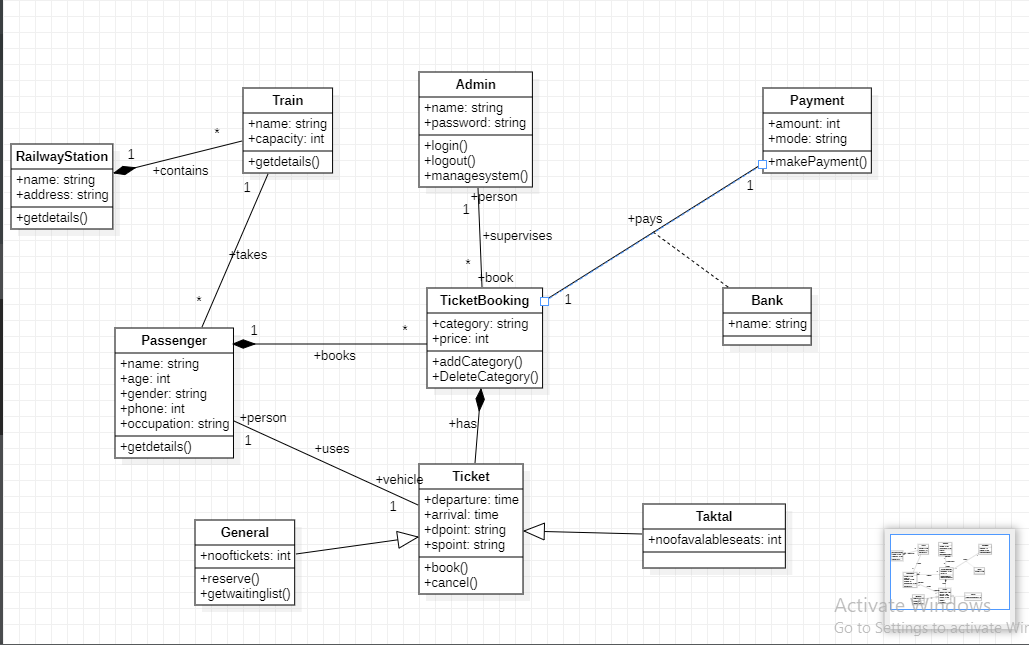 Train
+name: string
+capacity: int
+getdetails()
Admin
+name: string
+password: string
+login()
+logout()
+managesystem()
Payment
+amount: int
+mode: string
+makePayment()
RailwayStation
+name: string
+address: string
+getdetails()
1
*
+contains
1
+takes
*
+person
1
+supervises
*
+book
1
+pays
1
TicketBooking
+category: string
+price: int
+addCategory()
+DeleteCategory()
Bank
+name: string
Passenger
+name: string
+age: int
+gender: string
+phone: int
+occupation: string
+getdetails()
1
*
+books
+has
+person
1
+uses
+vehicle
1
Ticket
+departure: time
+arrival: time
+dpoint: string
+spoint: string
+book()
+cancel()
General
+nooftickets: int
+reserve()
+getwaitinglist()
Taktal
+noofavalableseats: int
Activate Windows
Go to Settings to activate Wi